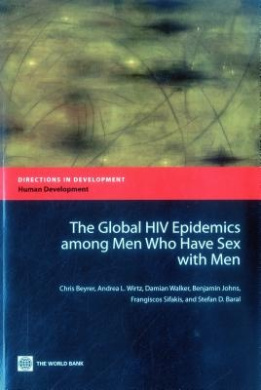 DIRECTIONS IN DEVELOPMENT
Human Development
The Global HIV Epidemics
among Men Who Have Sex
with Men
Chris Beyrer, Andrea L. Wirtz, Damian Walker, Benjamin Johns,
Frangiscos Sifakis, and Stefan D. Baral
THE WORLD BANK